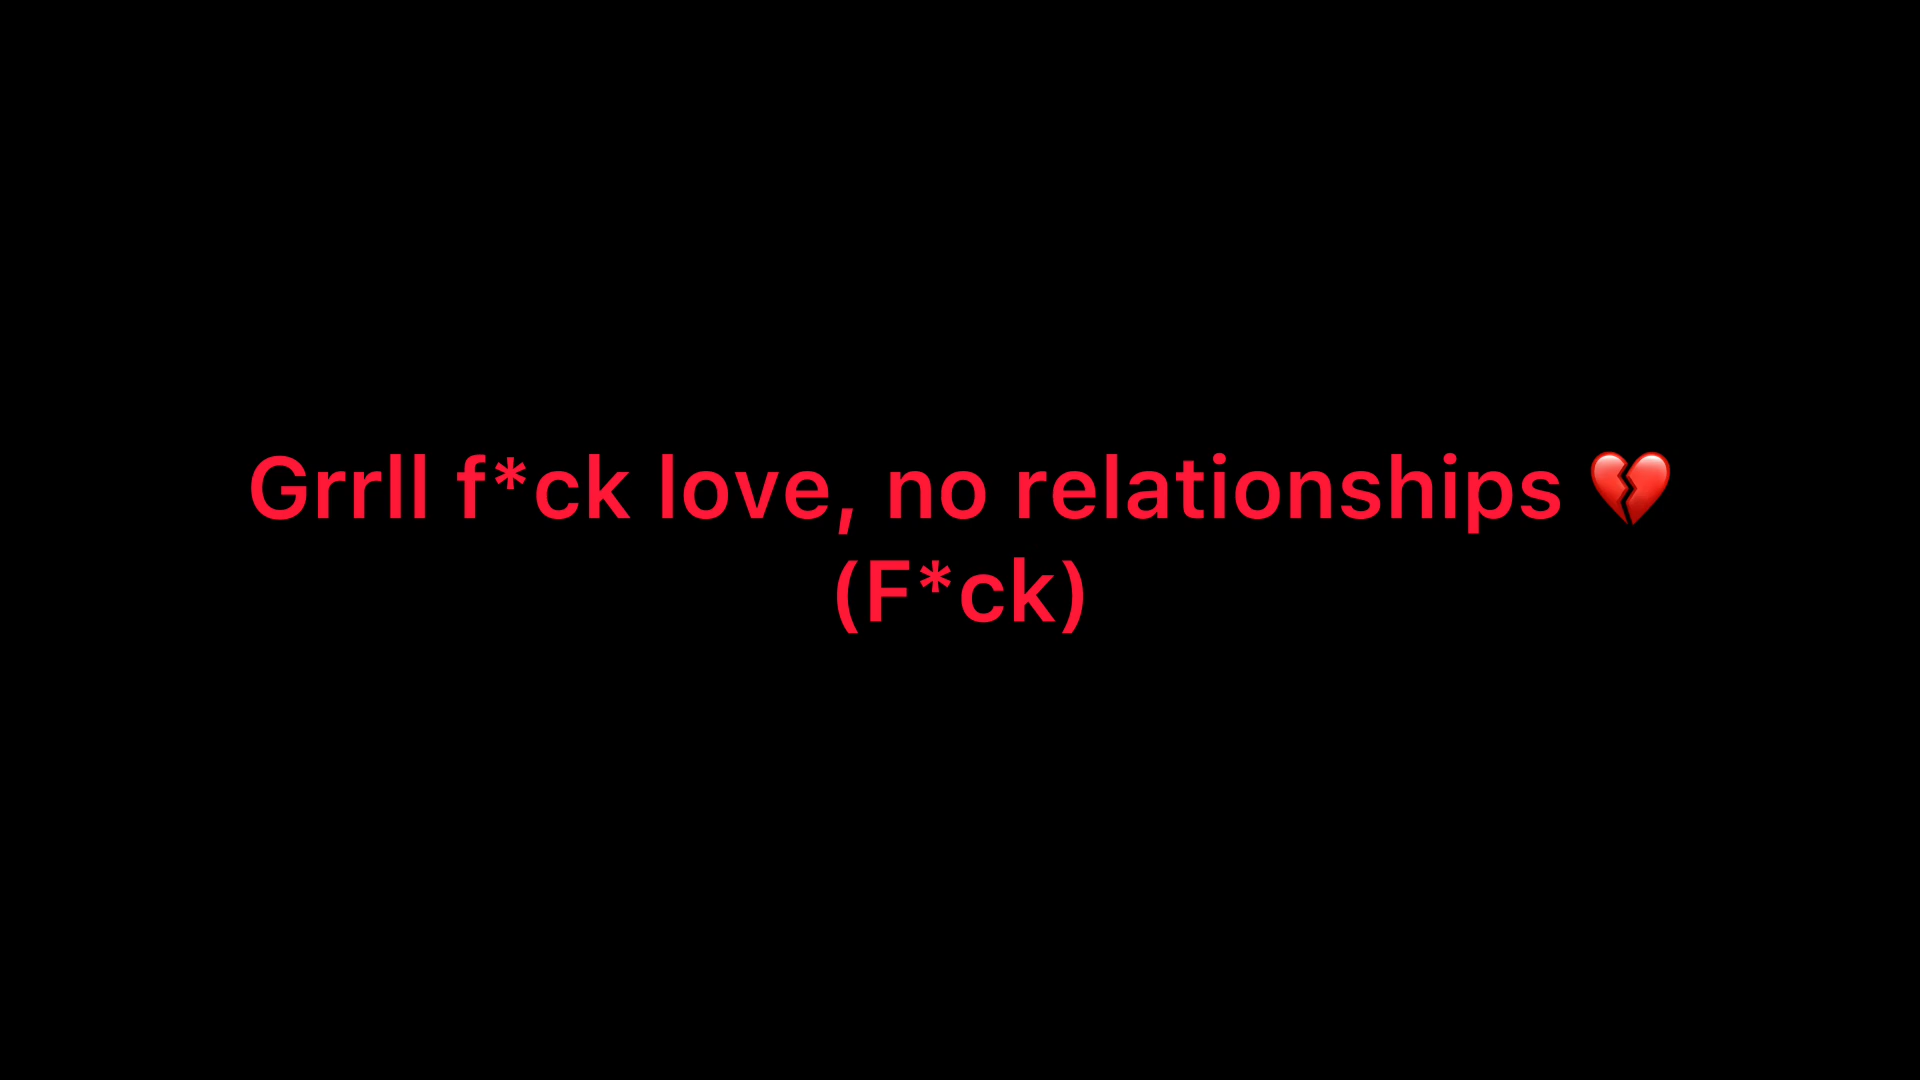 Grrll f*ck love, no relationships 💔
(F*ck)